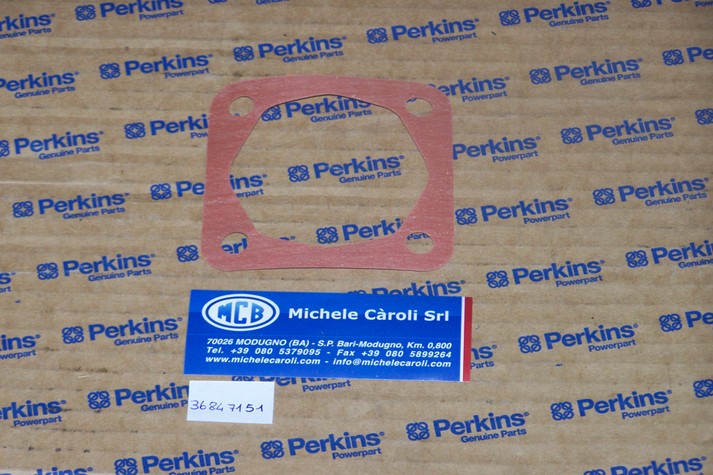 Perkins
Genuine Parts
Perkins
Powerpart
MCB
Michele Càroli Srl
70026 MODUGNO (BA) - S.P. Bari-Modugno, Km. 0,800
Tel. +39 080 5379095 - Fax +39 080 5899264
www.michelecaroli.com - info@michelecaroli.com
36847151